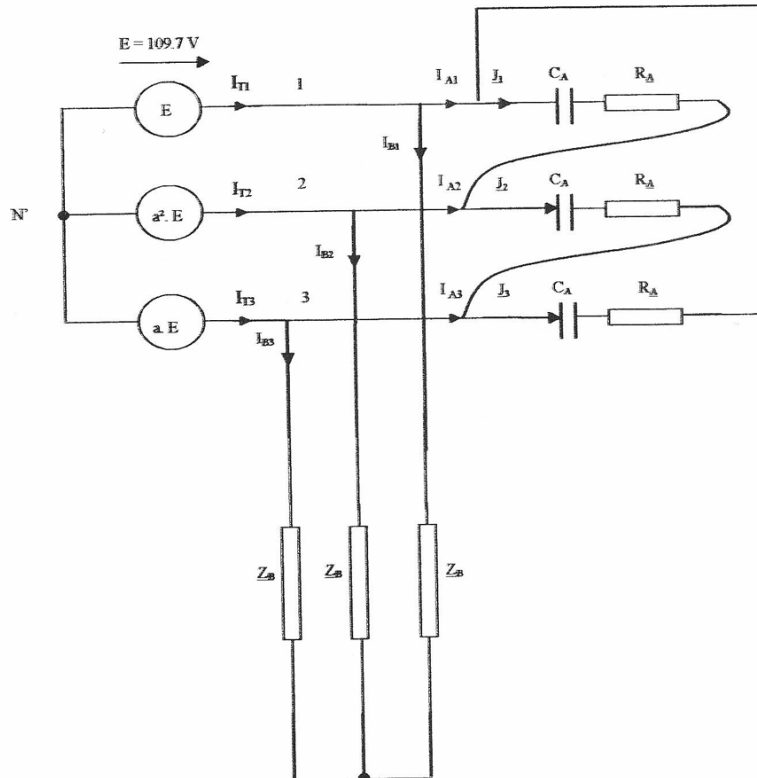 E = 109.7 V
I_T1 1 I_A1 J_1 C_A R_A
E
I_B1
I_T2 2 I_A2 J_2 C_A R_A
N'
a². E
I_B2
I_T3 3 I_A3 J_3 C_A R_A
a. E
I_B3
Z_B Z_B Z_B